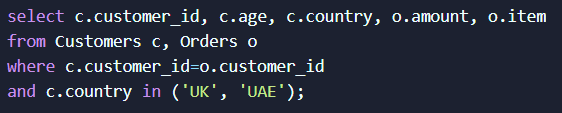 select c.customer_id, c.age, c.country, o.amount, o.item
from Customers c, Orders o
where c.customer_id=o.customer_id
and c.country in ('UK', 'UAE');